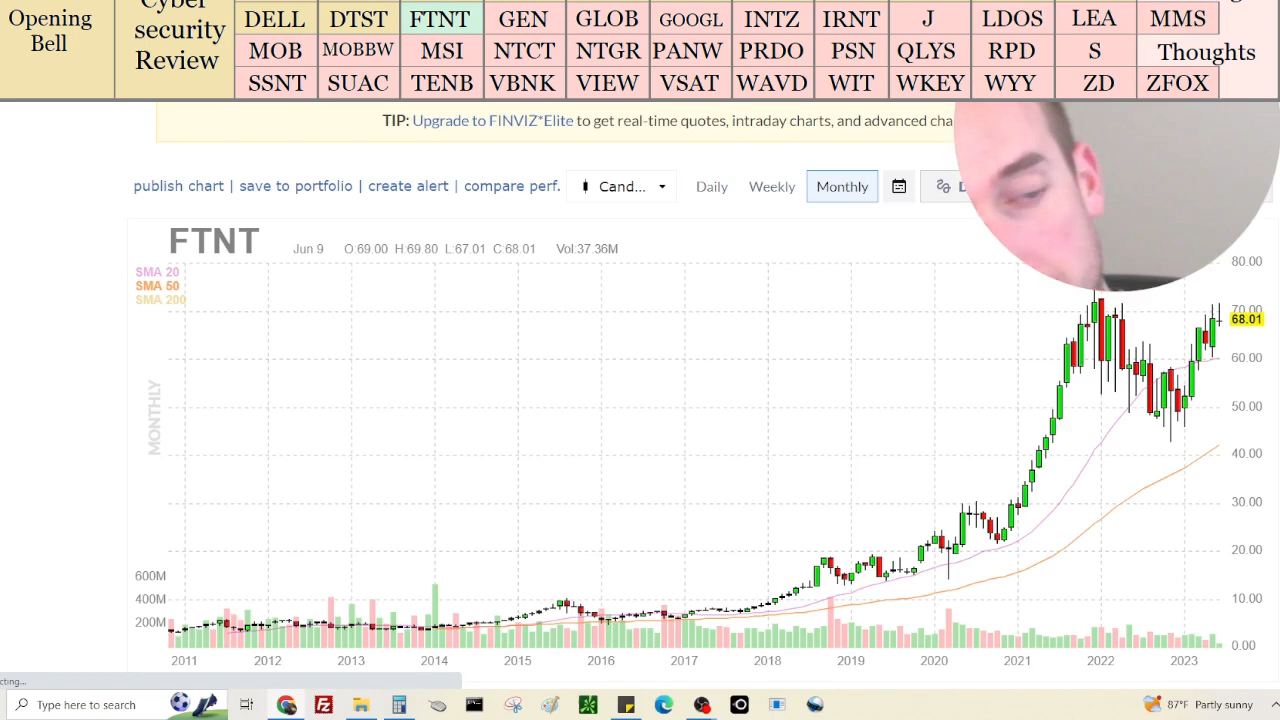 Opening
Bell
Cyber
security
Review
DELL DTST FTNT GEN GLOB GOOGL INTZ IRNT J LDOS LEA MMS
MOB MOBBW MSI NTCT NTGR PANW PRDO PSN QLYS RPD S Thoughts
SSNT SUAC TENB VBNK VIEW VSAT WAVD WIT WKEY WYY ZD ZFOX
TIP: Upgrade to FINVIZ*Elite to get real-time quotes, intraday charts, and advanced cha
publish chart | save to portfolio | create alert | compare perf. Cand... Daily Weekly Monthly D
FTNT Jun 9 O 69.00 H 69.80 L 67.01 C 68.01 Vol:37.36M
SMA 20
SMA 50
SMA 200
MONTHLY
80.00
70.00
68.01
60.00
50.00
40.00
30.00
20.00
10.00
0.00
600M
400M
200M
2011 2012 2013 2014 2015 2016 2017 2018 2019 2020 2021 2022 2023
cting...
Type here to search
87°F Partly sunny